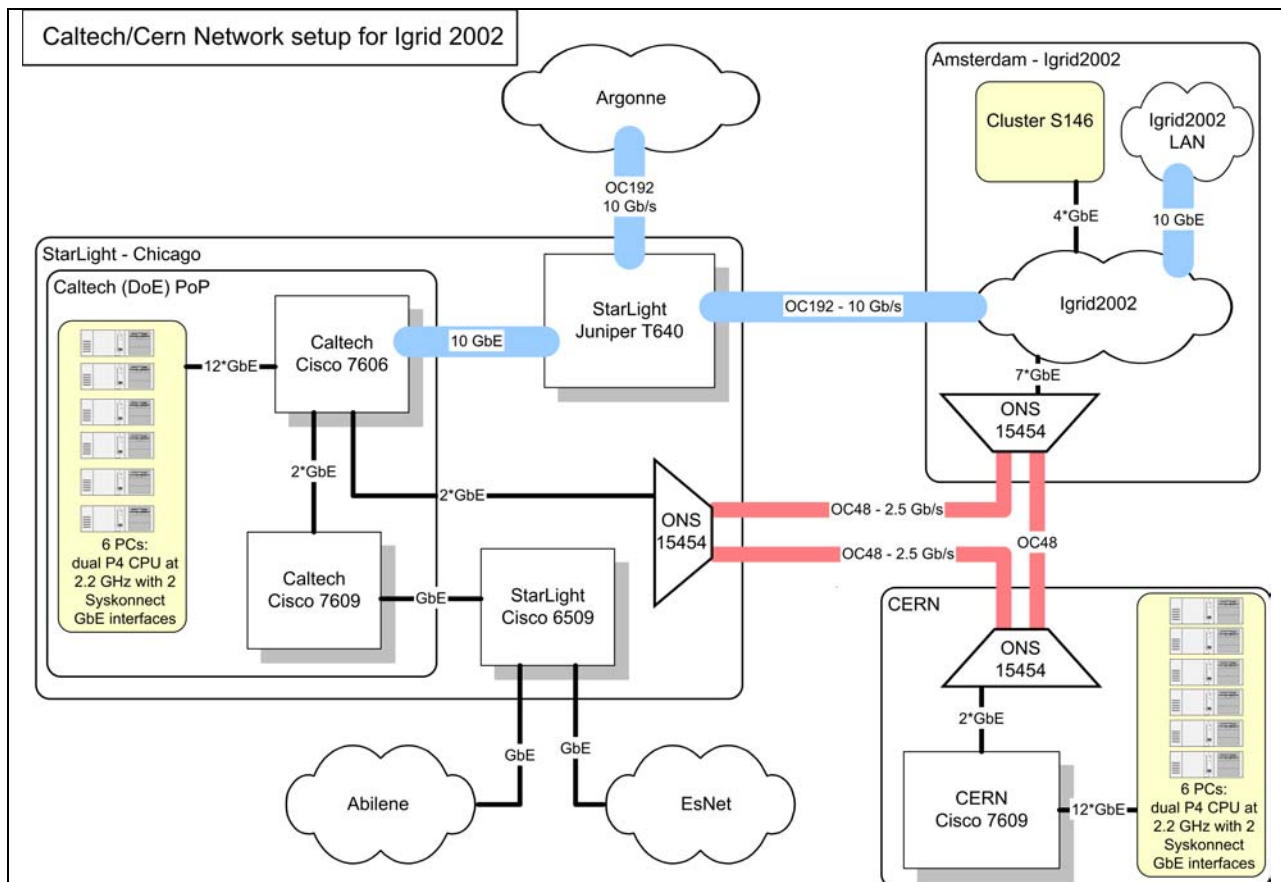 Caltech/Cern Network setup for Igrid 2002
Argonne
OC192
10 Gb/s
Amsterdam - Igrid2002
Cluster S146
Igrid2002
LAN
4*GbE
10 GbE
Igrid2002
7*GbE
ONS
15454
StarLight - Chicago
Caltech (DoE) PoP
StarLight
Juniper T640
OC192 - 10 Gb/s
Caltech
Cisco 7606
10 GbE
12*GbE
2*GbE
2*GbE
6 PCs:
dual P4 CPU at
2.2 GHz with 2
Syskonnect
GbE interfaces
Caltech
Cisco 7609
GbE
StarLight
Cisco 6509
ONS
15454
OC48 - 2.5 Gb/s
OC48 - 2.5 Gb/s
OC48
GbE
GbE
Abilene
EsNet
CERN
ONS
15454
2*GbE
CERN
Cisco 7609
12*GbE
6 PCs:
dual P4 CPU at
2.2 GHz with 2
Syskonnect
GbE interfaces